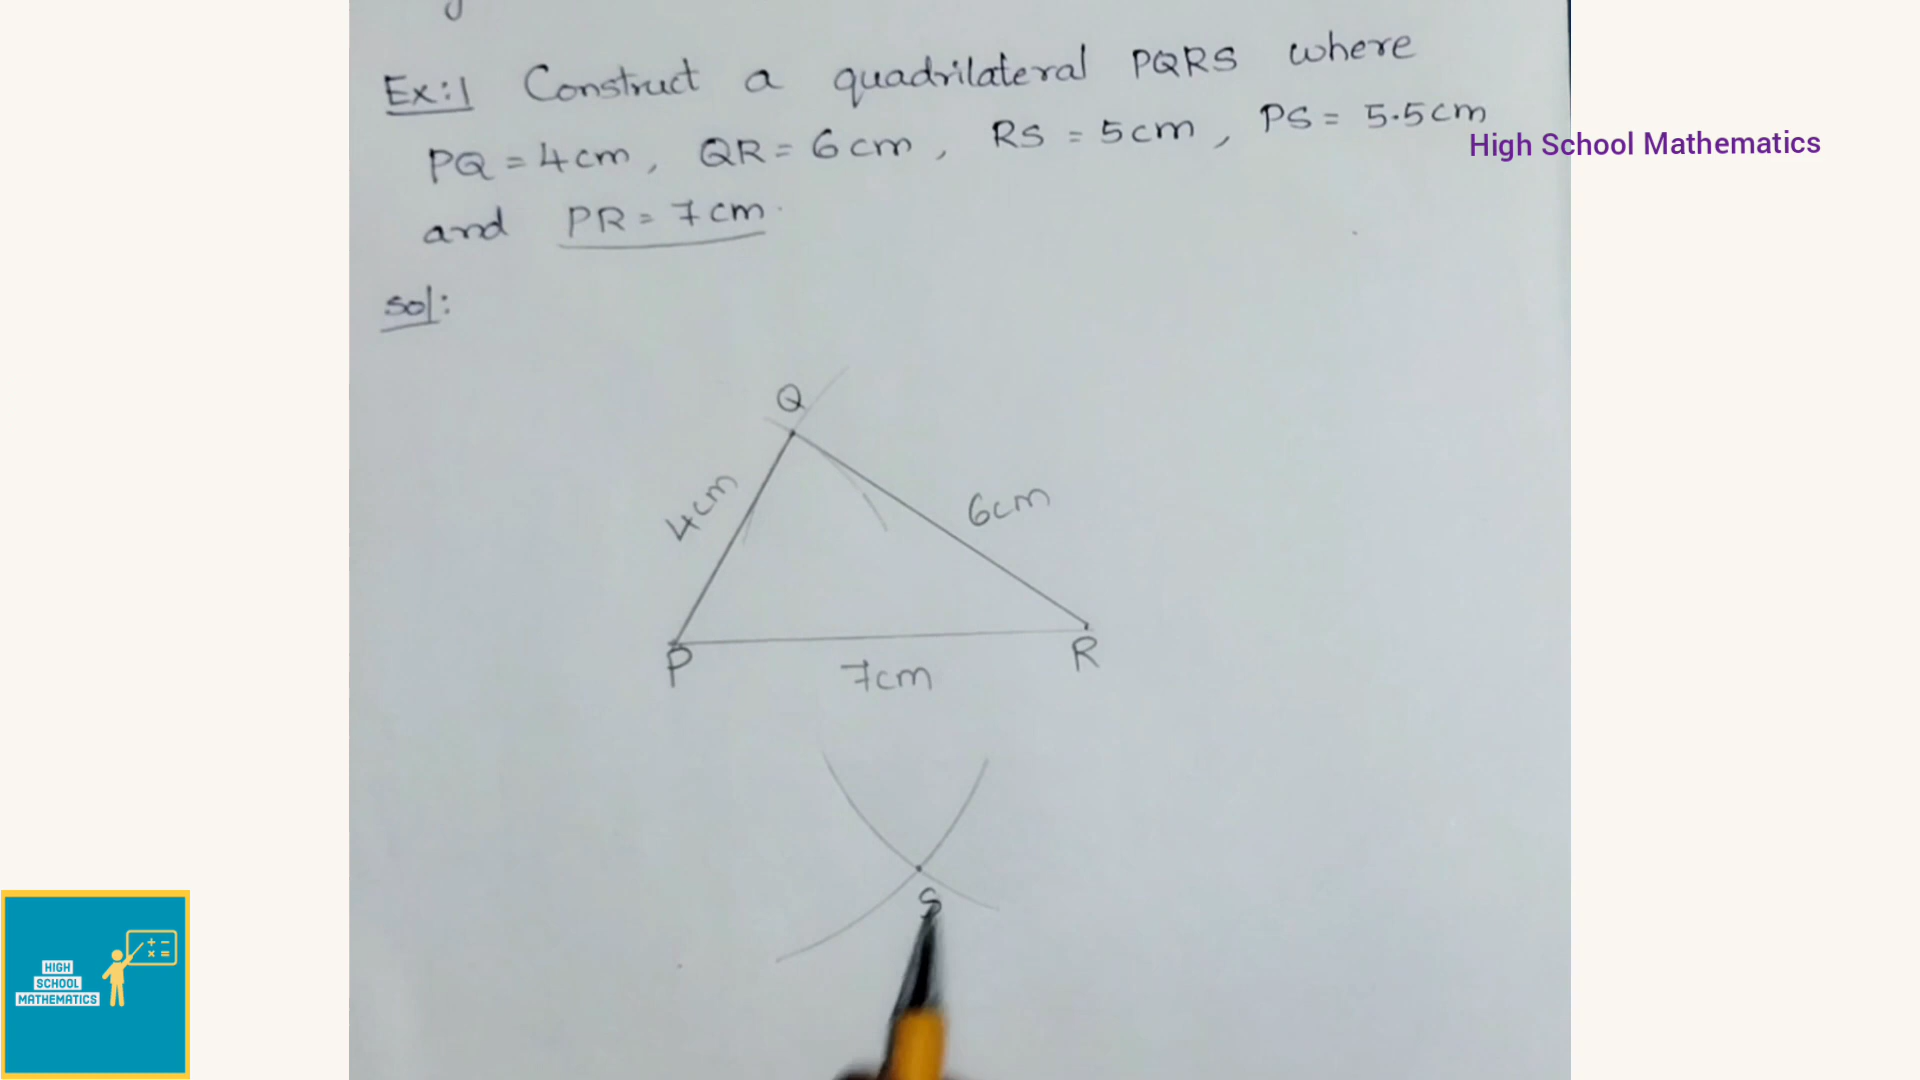 Ex:1 Construct a quadrilateral PQRS where
PQ = 4cm, QR = 6cm, RS = 5cm, PS = 5.5cm
High School Mathematics
and PR = 7cm.
Sol:
Q
4cm
6cm
P
R
7cm
S
HIGH
SCHOOL
MATHEMATICS